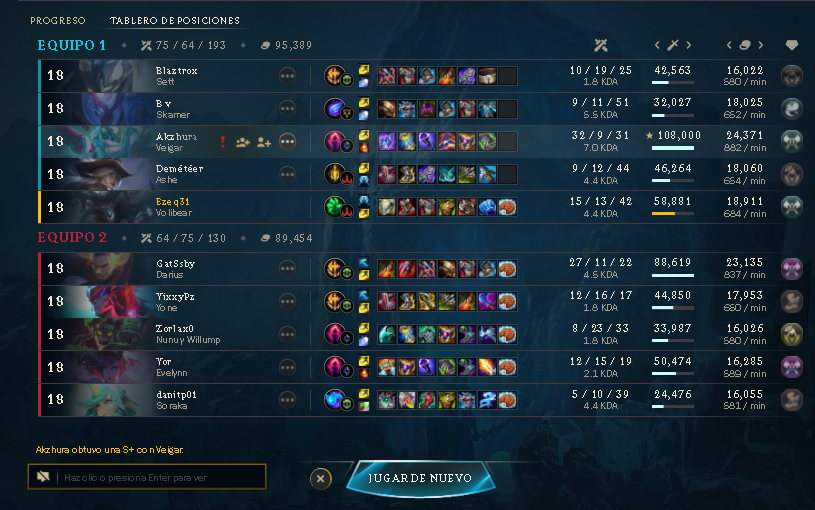 PROGRESO TABLERO DE POSICIONES
EQUIPO 1 75 / 64 / 193 95,389
18 Blaztrox 10 / 19 / 25 42,563 16,022
Sett 1.8 KDA 580 / min
18 B v 9 / 11 / 51 32,027 18,025
Skarner 5.5 KDA 652 / min
18 Akzhura 32 / 9 / 31 108,000 24,371
Veigar 7.0 KDA 882 / min
18 Demétéer 9 / 12 / 44 46,264 18,060
Ashe 4.4 KDA 654 / min
18 Ezeq31 15 / 13 / 42 58,881 18,911
Volibear 4.4 KDA 684 / min
EQUIPO 2 64 / 75 / 130 89,454
18 GatSsby 27 / 11 / 22 88,619 23,135
Darius 4.5 KDA 837 / min
18 YixxyPz 12 / 16 / 17 44,850 17,953
Yone 1.8 KDA 650 / min
18 Zorlax0 8 / 23 / 33 33,987 16,026
Nunu y Willump 1.8 KDA 580 / min
18 Yor 12 / 15 / 19 50,474 16,285
Evelynn 2.1 KDA 589 / min
18 danitp01 5 / 10 / 39 24,476 16,055
Soraka 4.4 KDA 581 / min
Akzhura obtuvo una S+ con Veigar.
Haz clic o presiona Enter para ver
JUGAR DE NUEVO